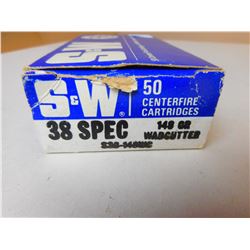 S&W®
50
CENTERFIRE
CARTRIDGES
38 SPEC
148 GR
WADCUTTER
S38-148WC